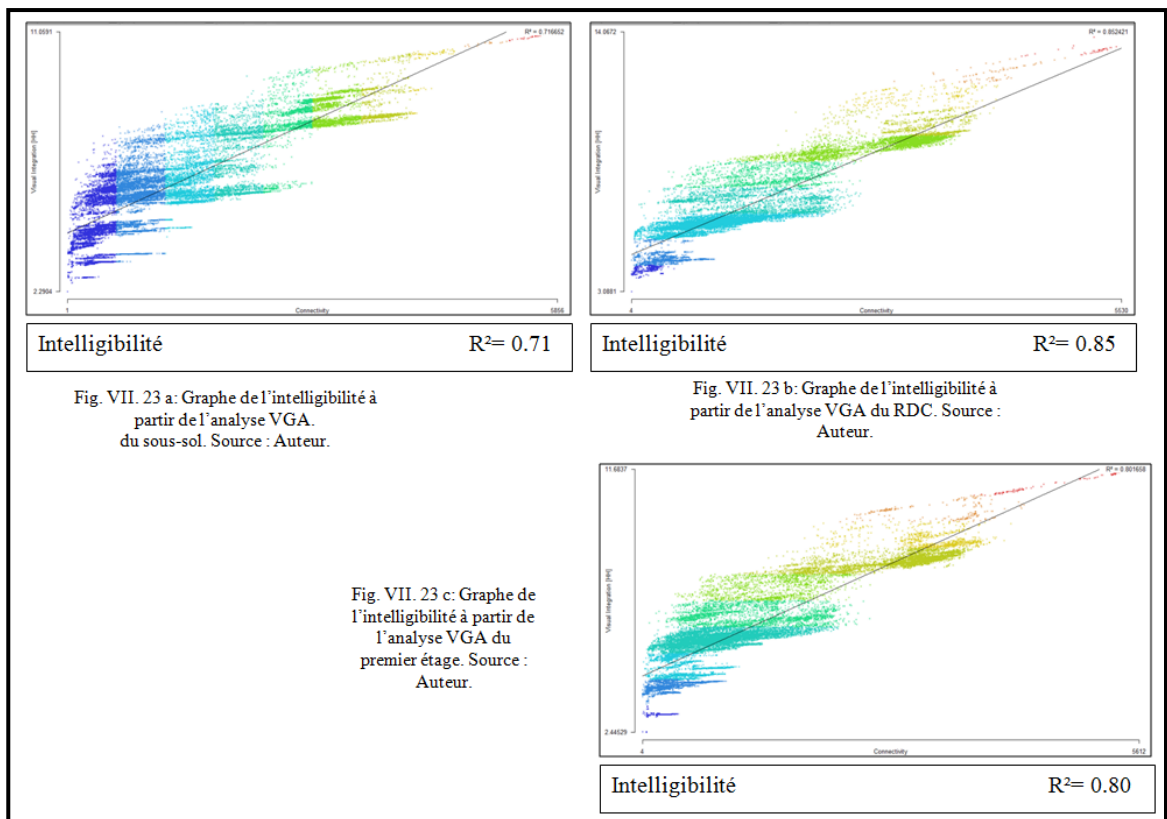 11.0591
R² = 0.716652
Visual Integration [HH]
2.2904
1
Connectivity
5856
Intelligibilité R²= 0.71
Fig. VII. 23 a: Graphe de l’intelligibilité à
partir de l’analyse VGA.
du sous-sol. Source : Auteur.
14.0672
R² = 0.852421
Visual Integration [HH]
3.0881
4
Connectivity
5530
Intelligibilité R²= 0.85
Fig. VII. 23 b: Graphe de l’intelligibilité à
partir de l’analyse VGA du RDC. Source :
Auteur.
Fig. VII. 23 c: Graphe de
l’intelligibilité à partir de
l’analyse VGA du
premier étage. Source :
Auteur.
11.6837
R² = 0.801658
Visual Integration [HH]
2.44529
4
Connectivity
5612
Intelligibilité R²= 0.80